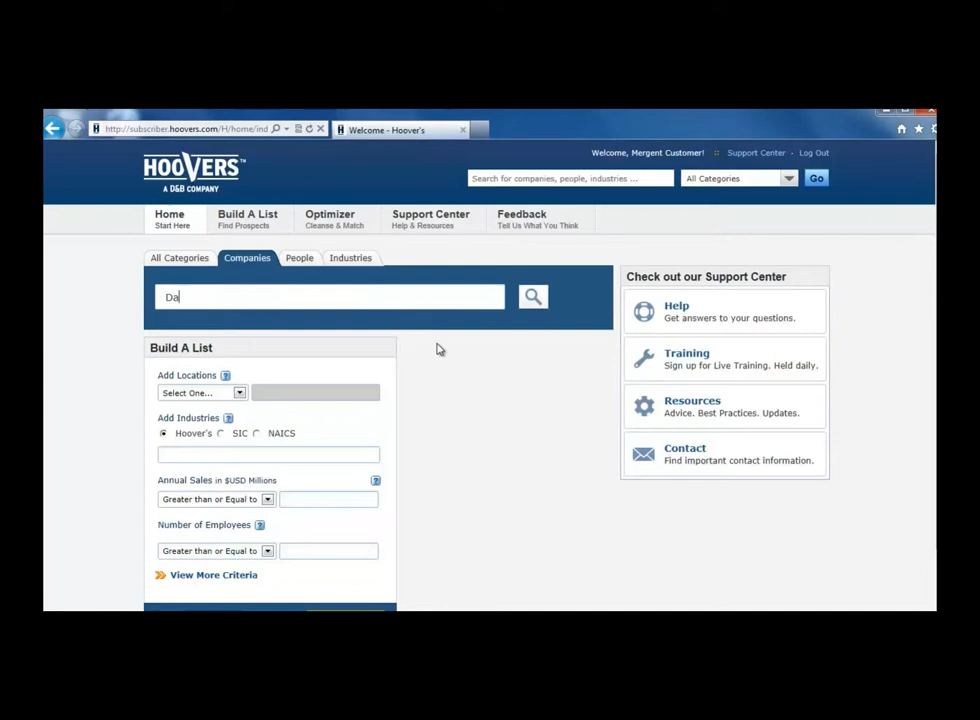 http://subscriber.hoovers.com/H/home/ind
Welcome - Hoover's
HOOVERS™
A D&B COMPANY
Welcome, Mergent Customer! :: Support Center - Log Out
Search for companies, people, industries ...
All Categories
Go
Home
Start Here
Build A List
Find Prospects
Optimizer
Cleanse & Match
Support Center
Help & Resources
Feedback
Tell Us What You Think
All Categories
Companies
People
Industries
Da
Check out our Support Center
Help
Get answers to your questions.
Training
Sign up for Live Training. Held daily.
Resources
Advice. Best Practices. Updates.
Contact
Find important contact information.
Build A List
Add Locations ?
Select One...
Add Industries ?
Hoover's SIC NAICS
Annual Sales in $USD Millions ?
Greater than or Equal to
Number of Employees ?
Greater than or Equal to
View More Criteria